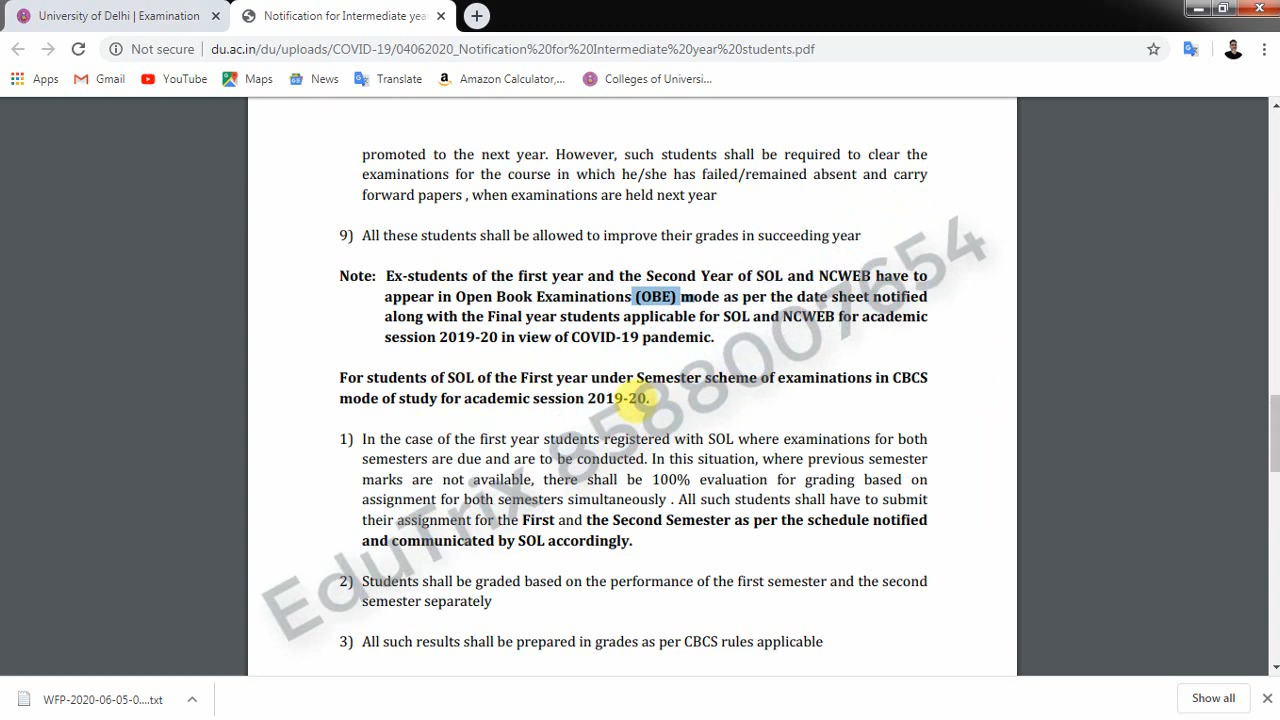 University of Delhi | Examination
Notification for Intermediate yea
Not secure
du.ac.in/du/uploads/COVID-19/04062020_Notification%20for%20Intermediate%20year%20students.pdf
Apps
Gmail
YouTube
Maps
News
Translate
Amazon Calculator,...
Colleges of Universi...
promoted to the next year. However, such students shall be required to clear the
examinations for the course in which he/she has failed/remained absent and carry
forward papers , when examinations are held next year
9) All these students shall be allowed to improve their grades in succeeding year
Note: Ex-students of the first year and the Second Year of SOL and NCWEB have to
appear in Open Book Examinations (OBE) mode as per the date sheet notified
along with the Final year students applicable for SOL and NCWEB for academic
session 2019-20 in view of COVID-19 pandemic.
For students of SOL of the First year under Semester scheme of examinations in CBCS
mode of study for academic session 2019-20.
1) In the case of the first year students registered with SOL where examinations for both
semesters are due and are to be conducted. In this situation, where previous semester
marks are not available, there shall be 100% evaluation for grading based on
assignment for both semesters simultaneously . All such students shall have to submit
their assignment for the First and the Second Semester as per the schedule notified
and communicated by SOL accordingly.
2) Students shall be graded based on the performance of the first semester and the second
semester separately
3) All such results shall be prepared in grades as per CBCS rules applicable
EduTrix 8588007654
WFP-2020-06-05-0....txt
Show all